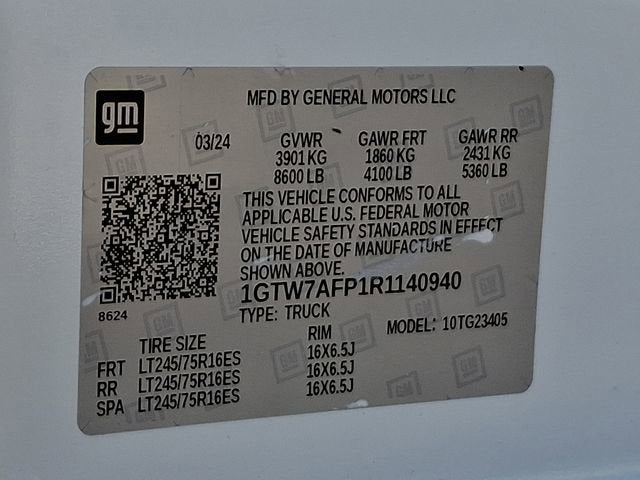 gm
MFD BY GENERAL MOTORS LLC
03/24 GVWR GAWR FRT GAWR RR
3901 KG 1860 KG 2431 KG
8600 LB 4100 LB 5360 LB
THIS VEHICLE CONFORMS TO ALL
APPLICABLE U.S. FEDERAL MOTOR
VEHICLE SAFETY STANDARDS IN EFFECT
ON THE DATE OF MANUFACTURE
SHOWN ABOVE.
1GTW7AFP1R1140940
8624
TYPE: TRUCK
MODEL: 10TG23405
TIRE SIZE RIM
FRT LT245/75R16ES 16X6.5J
RR LT245/75R16ES 16X6.5J
SPA LT245/75R16ES 16X6.5J